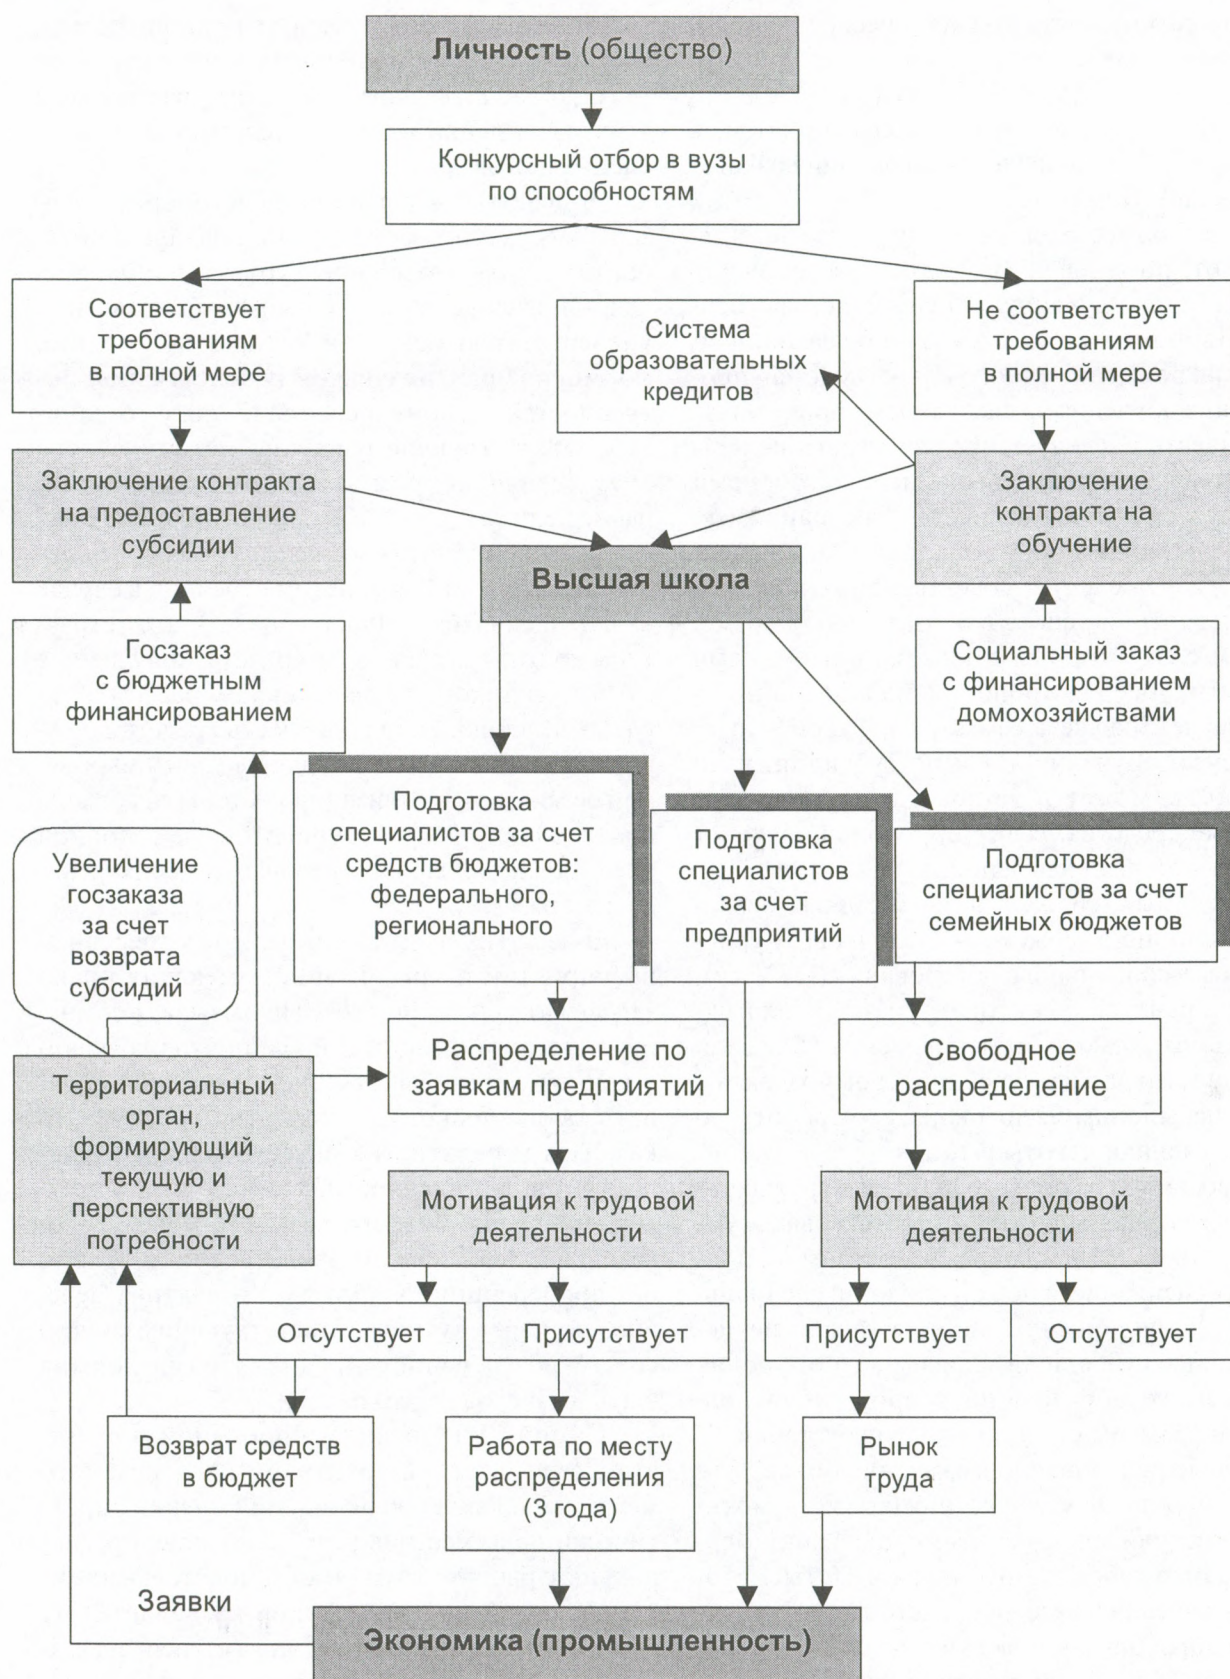 Личность (общество)
Конкурсный отбор в вузы
по способностям
Соответствует
требованиям
в полной мере
Система
образовательных
кредитов
Не соответствует
требованиям
в полной мере
Заключение контракта
на предоставление
субсидии
Заключение
контракта на
обучение
Высшая школа
Госзаказ
с бюджетным
финансированием
Социальный заказ
с финансированием
домохозяйствами
Подготовка
специалистов за счет
средств бюджетов:
федерального,
регионального
Подготовка
специалистов
за счет
предприятий
Подготовка
специалистов за счет
семейных бюджетов
Увеличение
госзаказа
за счет
возврата
субсидий
Территориальный
орган,
формирующий
текущую и
перспективную
потребности
Распределение по
заявкам предприятий
Свободное
распределение
Мотивация к трудовой
деятельности
Мотивация к трудовой
деятельности
Отсутствует
Присутствует
Присутствует
Отсутствует
Возврат средств
в бюджет
Работа по месту
распределения
(3 года)
Рынок
труда
Заявки
Экономика (промышленность)